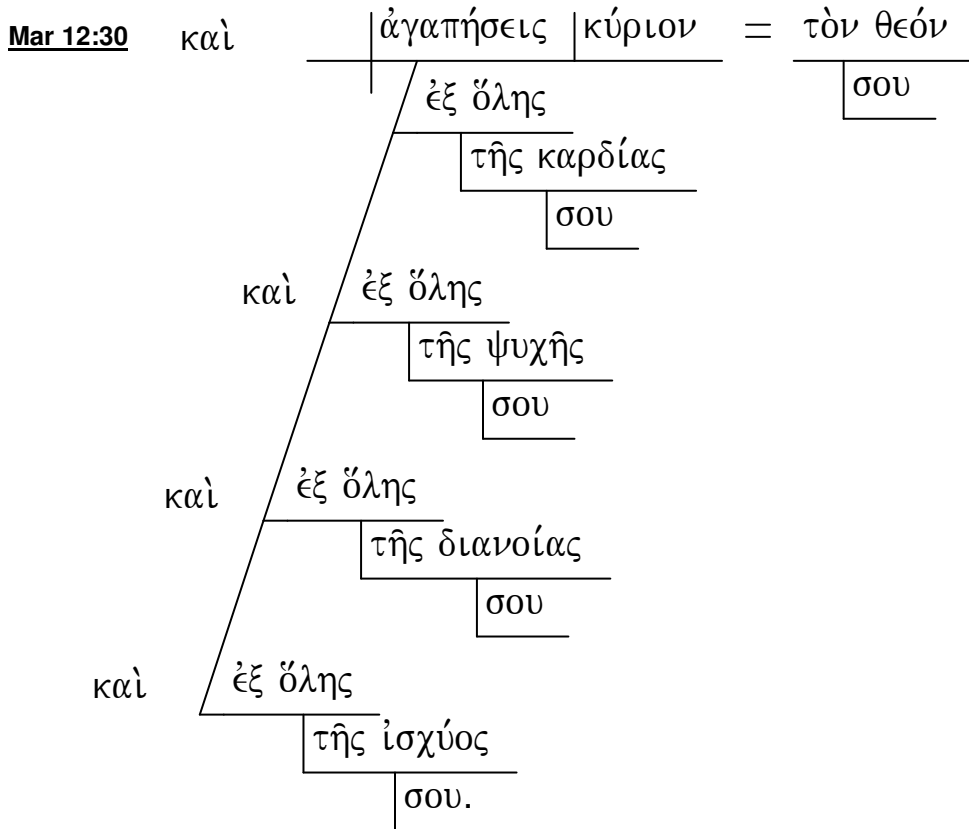 Mar 12:30 καὶ ἀγαπήσεις κύριον = τὸν θεόν
σου
ἐξ ὅλης
τῆς καρδίας
σου
καὶ ἐξ ὅλης
τῆς ψυχῆς
σου
καὶ ἐξ ὅλης
τῆς διανοίας
σου
καὶ ἐξ ὅλης
τῆς ἰσχύος
σου.